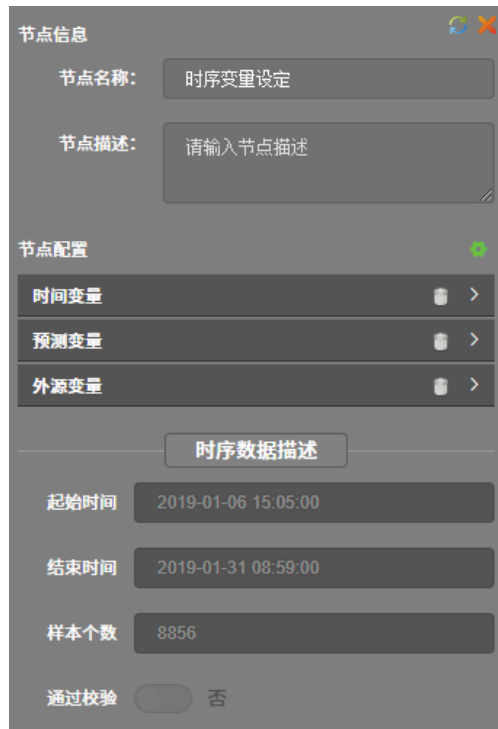 节点信息
节点名称： 时序变量设定
节点描述： 请输入节点描述
节点配置
时间变量
预测变量
外源变量
时序数据描述
起始时间 2019-01-06 15:05:00
结束时间 2019-01-31 08:59:00
样本个数 8856
通过校验 否